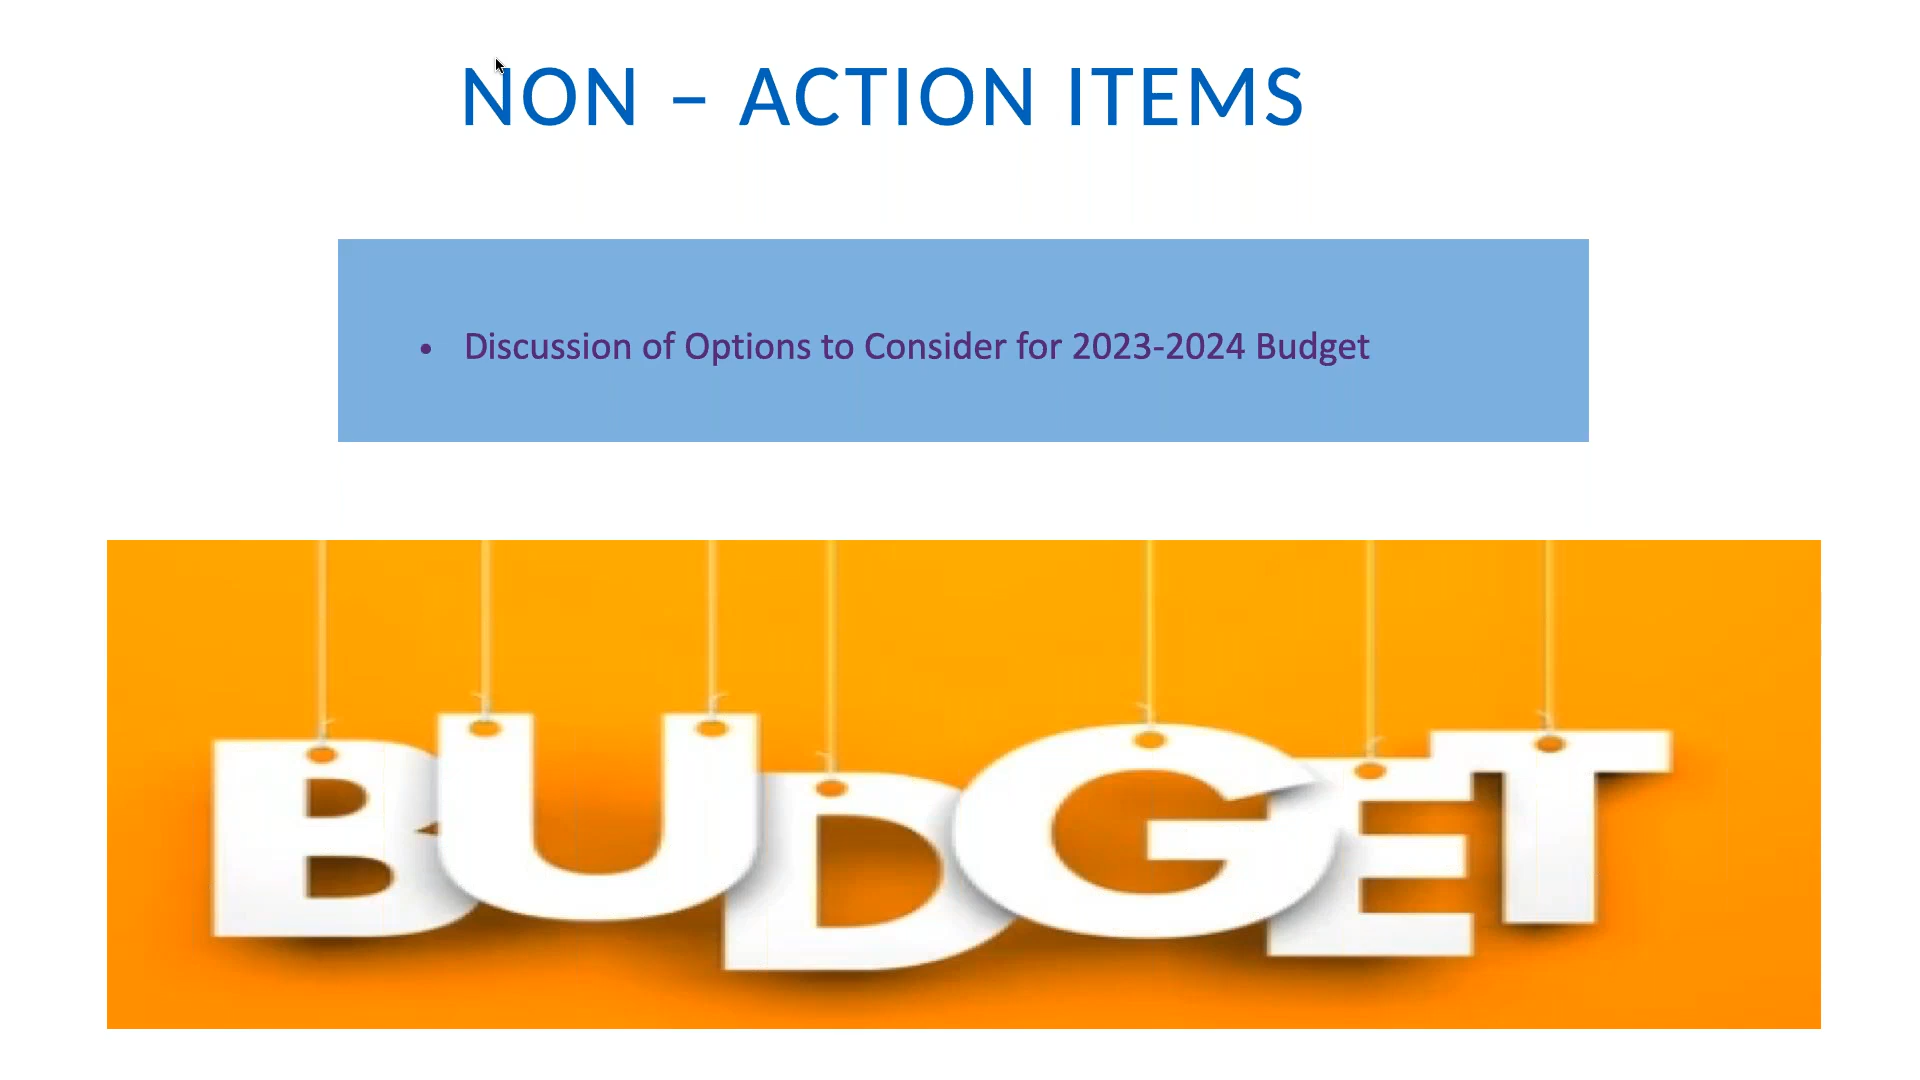 NON – ACTION ITEMS
• Discussion of Options to Consider for 2023-2024 Budget
BUDGET